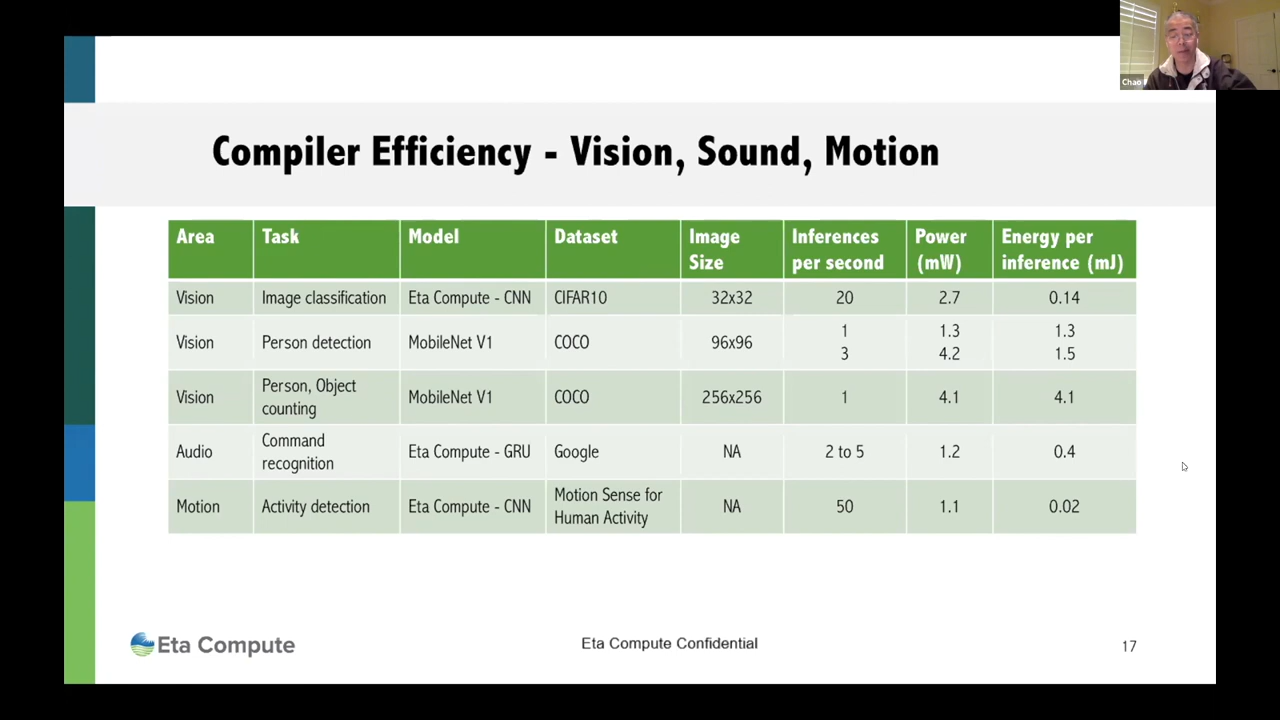 Chao
Compiler Efficiency - Vision, Sound, Motion
Area Task Model Dataset Image Size Inferences per second Power (mW) Energy per inference (mJ)
Vision Image classification Eta Compute - CNN CIFAR10 32x32 20 2.7 0.14
Vision Person detection MobileNet V1 COCO 96x96 1 1.3 1.3
3 4.2 1.5
Vision Person, Object counting MobileNet V1 COCO 256x256 1 4.1 4.1
Audio Command recognition Eta Compute - GRU Google NA 2 to 5 1.2 0.4
Motion Activity detection Eta Compute - CNN Motion Sense for Human Activity NA 50 1.1 0.02
Eta Compute
Eta Compute Confidential
17